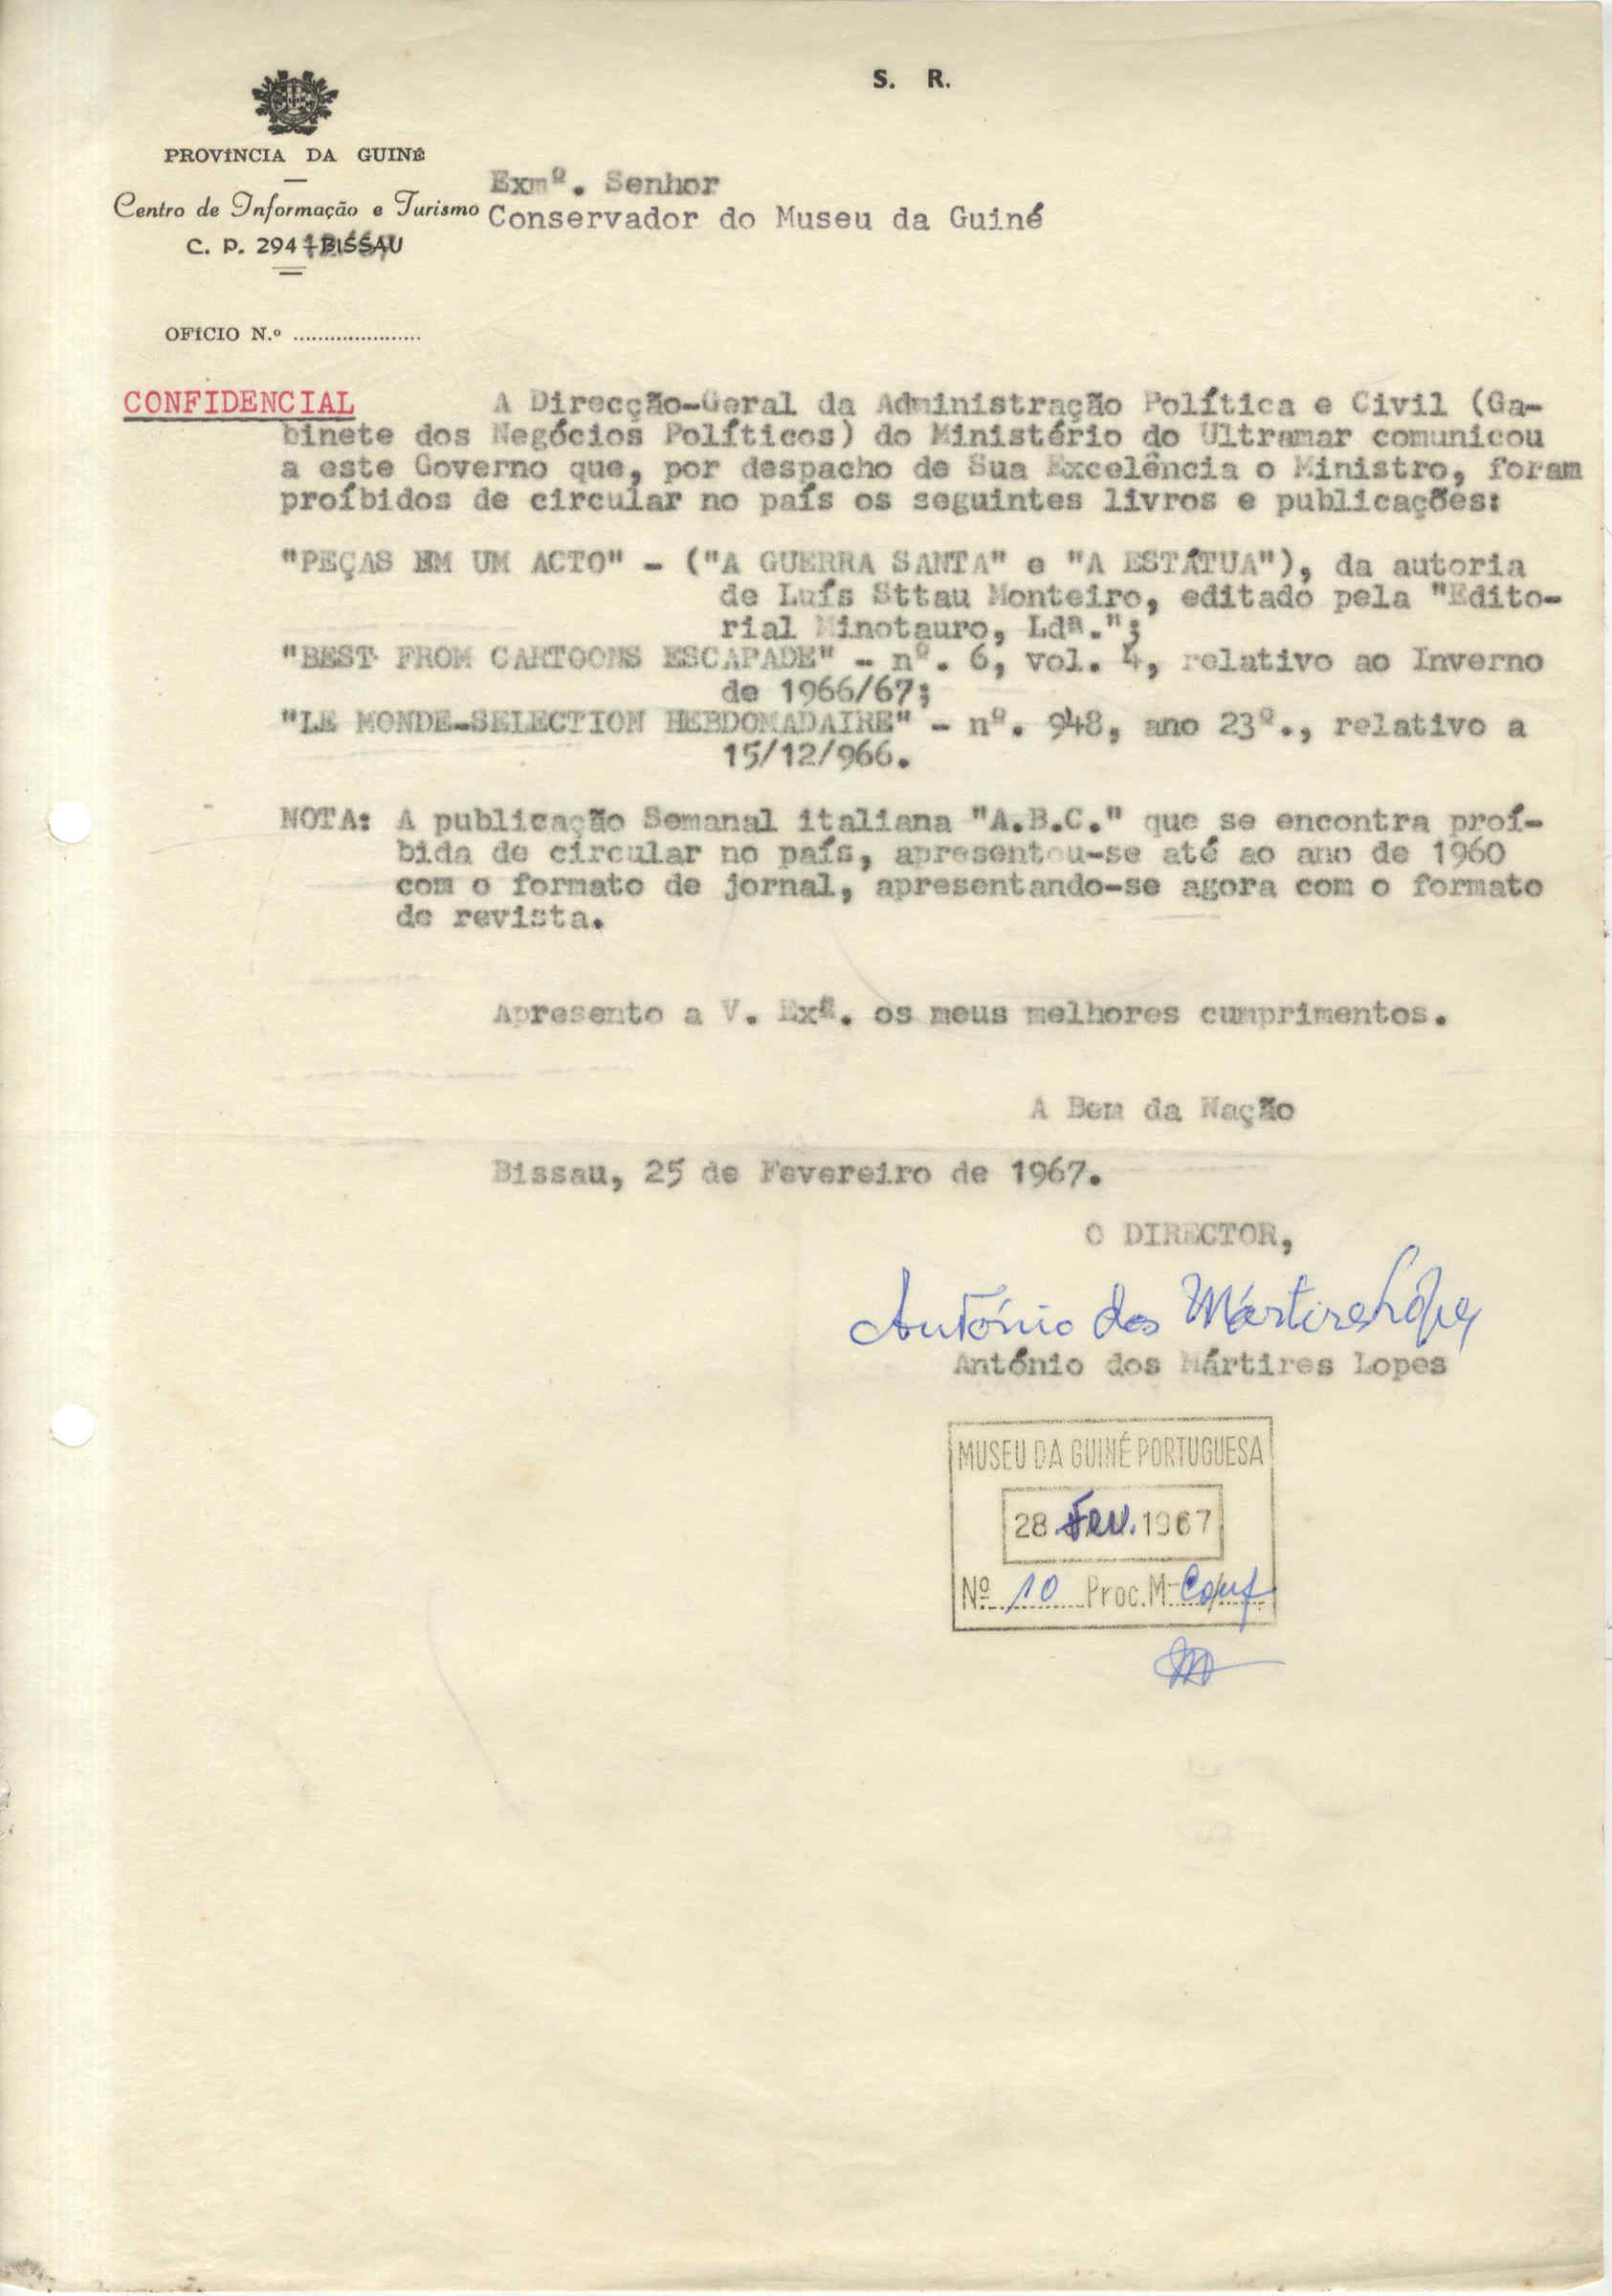 S. R.
PROVÍNCIA DA GUINÉ
Centro de Informação e Turismo
C. P. 294 - BISSAU
OFÍCIO N.º
Exmº. Senhor
Conservador do Museu da Guiné
CONFIDENCIAL
A Direcção-Geral da Administração Política e Civil (Ga-
binete dos Negócios Políticos) do Ministério do Ultramar comunicou
a este Governo que, por despacho de Sua Excelência o Ministro, foram
proíbidos de circular no país os seguintes livros e publicações:
"PEÇAS EM UM ACTO" - ("A GUERRA SANTA" e "A ESTÁTUA"), da autoria
de Luís Sttau Monteiro, editado pela "Edito-
rial Minotauro, Ldª.";
"BEST FROM CARTOONS ESCAPADE" - nº. 6, vol. 4, relativo ao Inverno
de 1966/67;
"LE MONDE-SELECTION HEBDOMADAIRE" - nº. 948, ano 23º., relativo a
15/12/966.
NOTA: A publicação Semanal italiana "A.B.C." que se encontra proí-
bida de circular no país, apresentou-se até ao ano de 1960
com o formato de jornal, apresentando-se agora com o formato
de revista.
Apresento a V. Exª. os meus melhores cumprimentos.
A Bem da Nação
Bissau, 25 de Fevereiro de 1967.
O DIRECTOR,
António dos Mártires Lopes
António dos Mártires Lopes
MUSEU DA GUINÉ PORTUGUESA
28 Fev. 1967
Nº 10 Proc. M- Conf